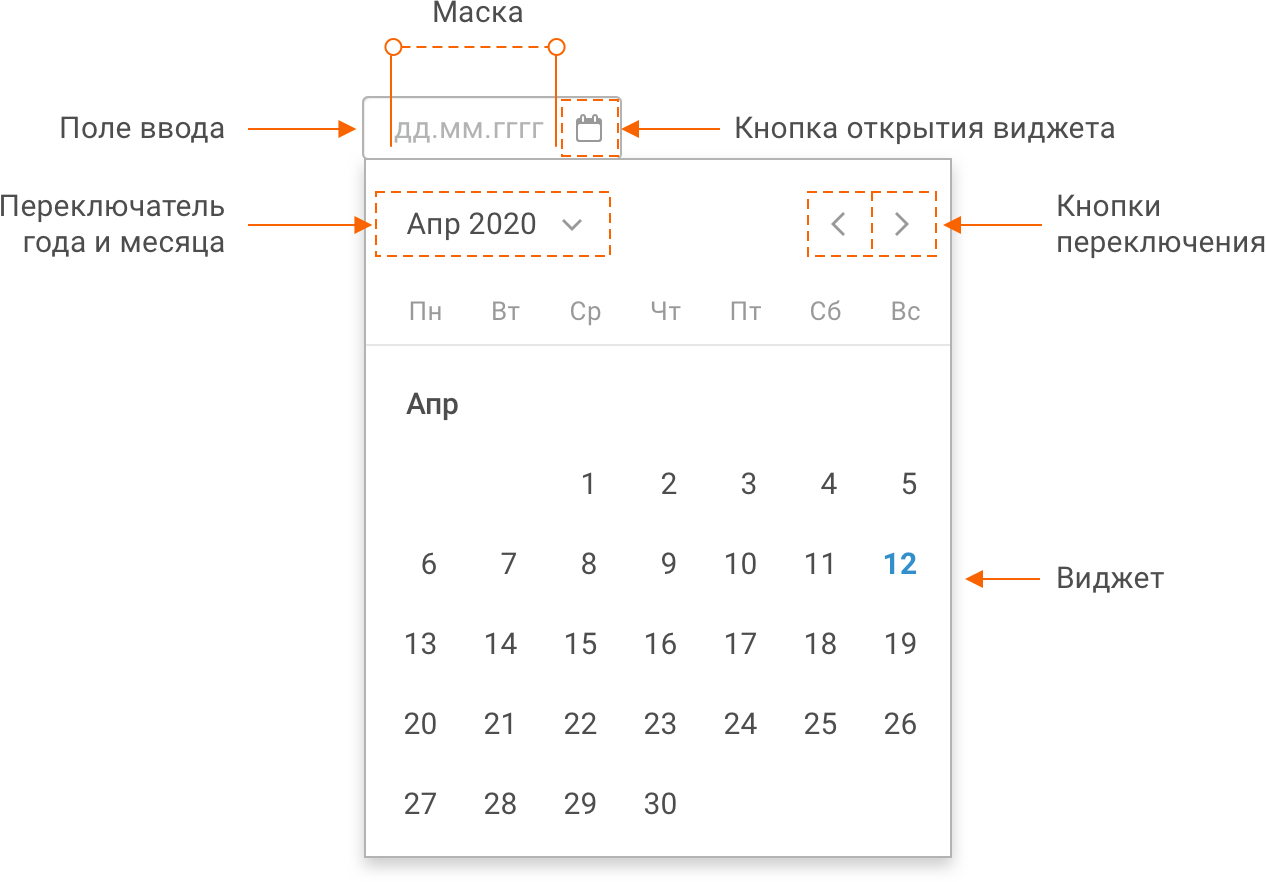 Маска
Поле ввода
дд.мм.гггг
Кнопка открытия виджета
Переключатель
года и месяца
Апр 2020
Кнопки
переключения
Пн Вт Ср Чт Пт Сб Вс
Апр
1 2 3 4 5
6 7 8 9 10 11 12
Виджет
13 14 15 16 17 18 19
20 21 22 23 24 25 26
27 28 29 30